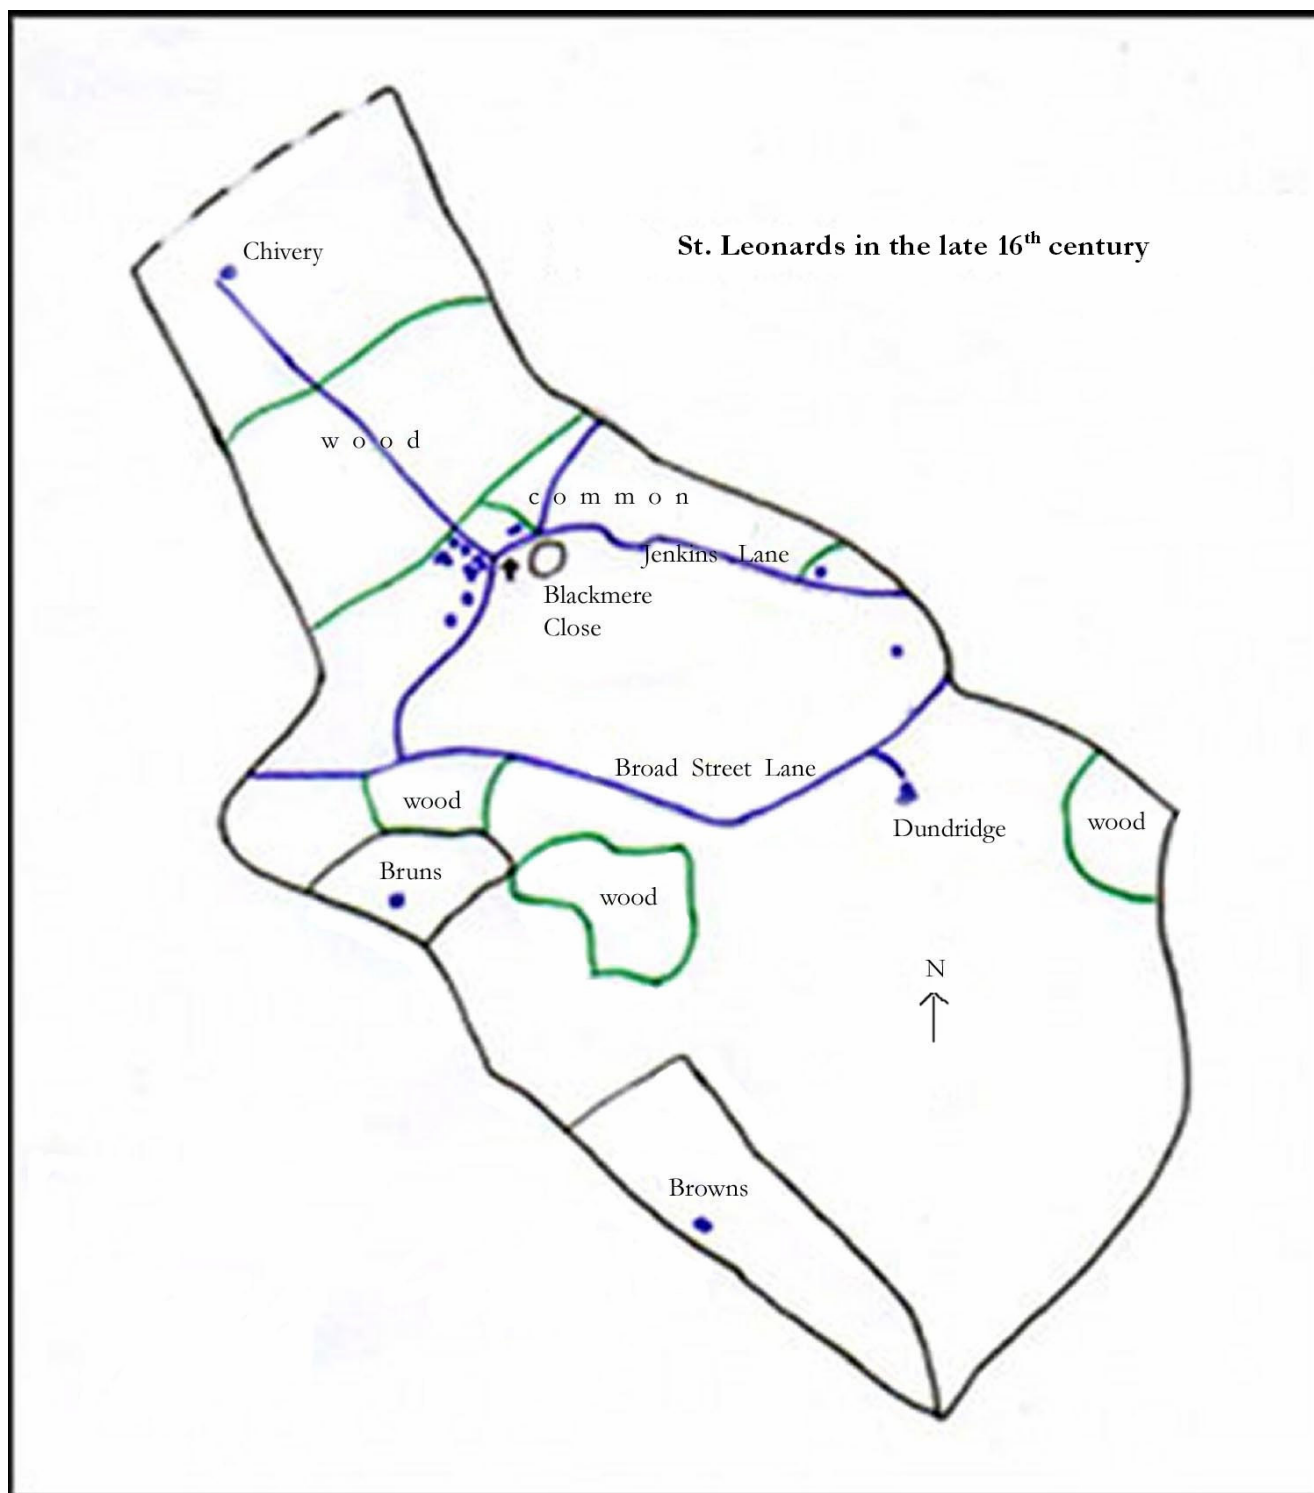 Chivery
St. Leonards in the late 16th century
w o o d
c o m m o n
Jenkins Lane
Blackmere
Close
Broad Street Lane
wood
Dundridge
wood
Bruns
wood
N
Browns